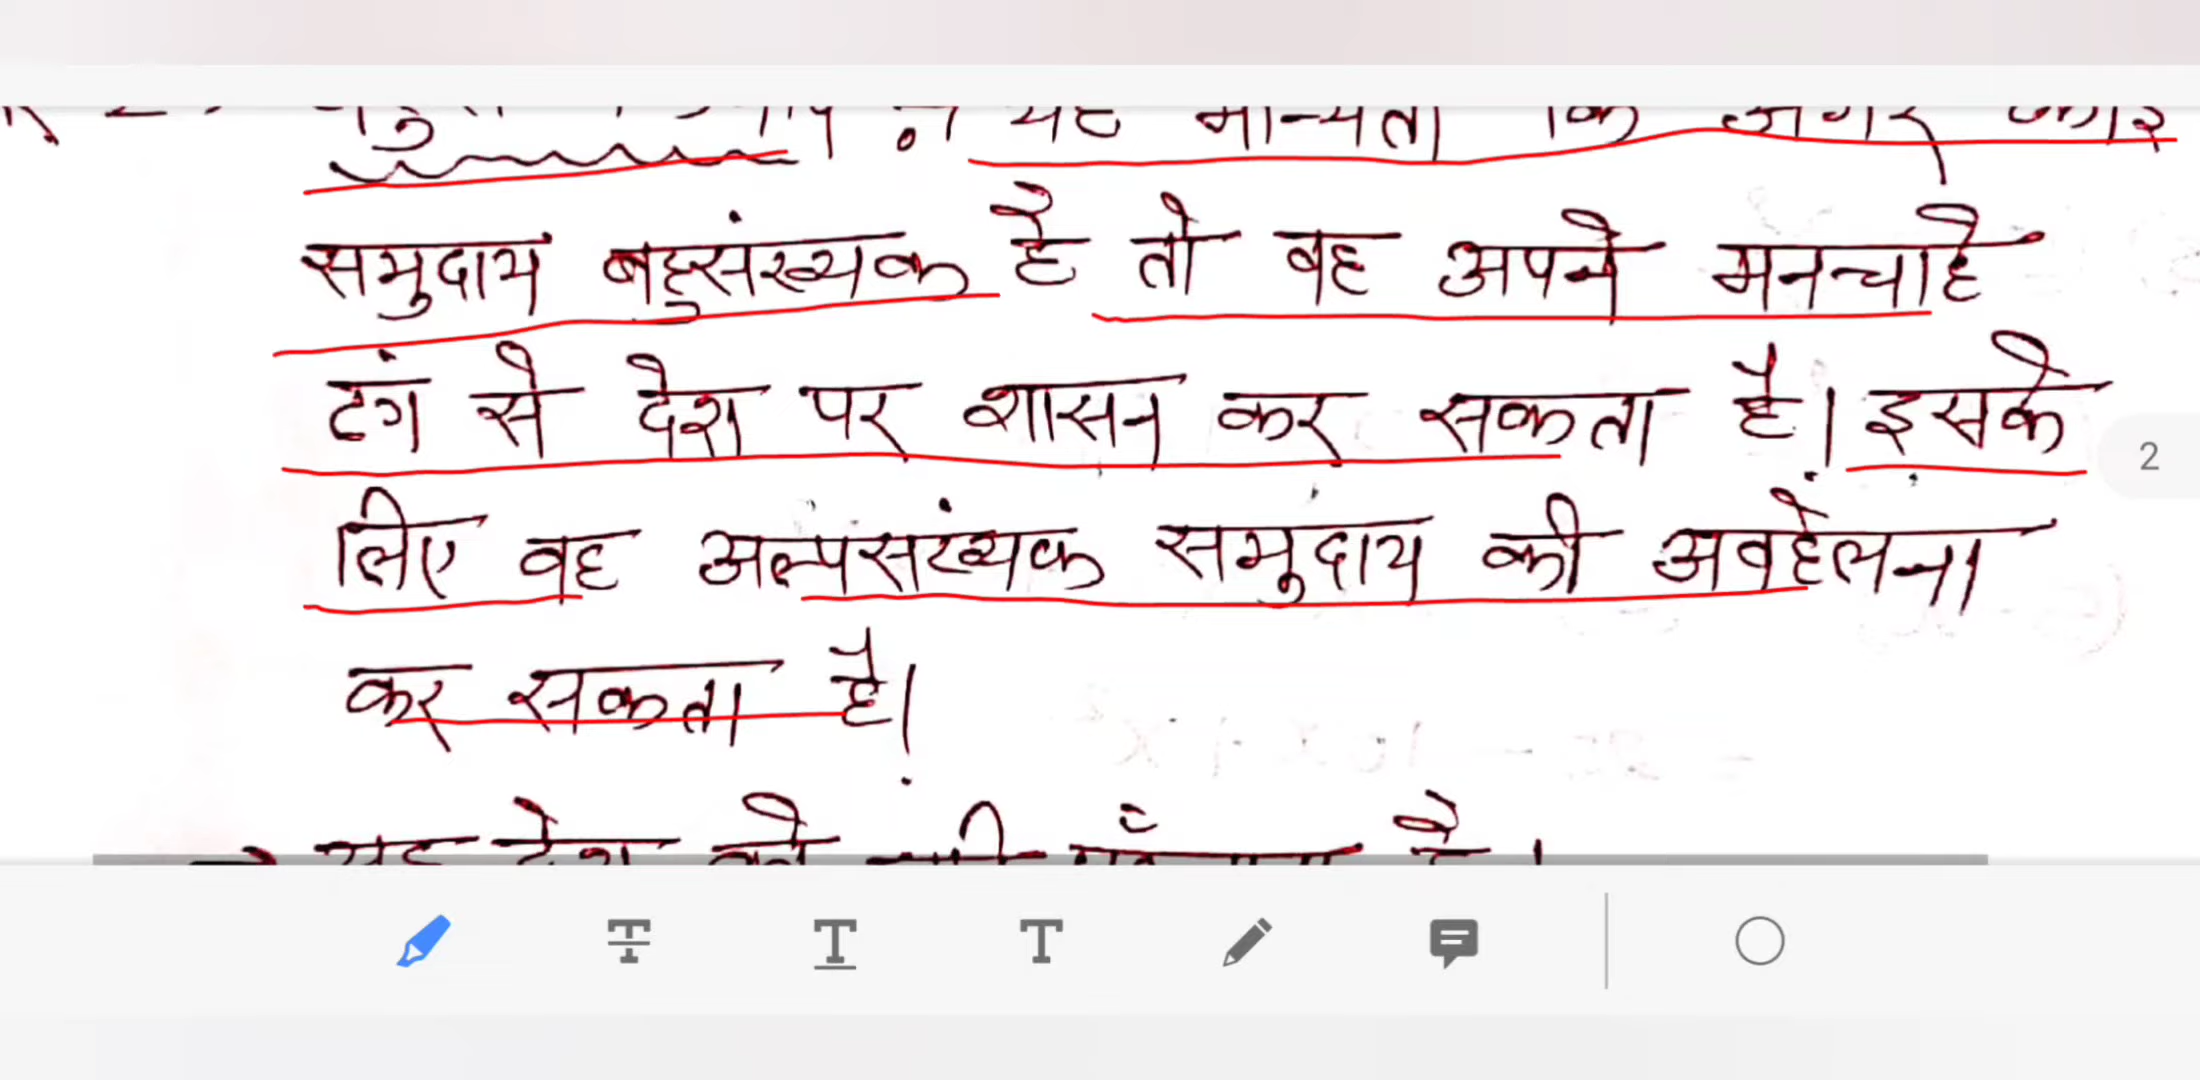 यह मान्यता कि अगर कोई
समुदाय बहुसंख्यक है तो वह अपने मनचाहे
ढंग से देश पर शासन कर सकता है। इसके
लिए वह अल्पसंख्यक समुदाय की अवहेलना
कर सकता है।
2